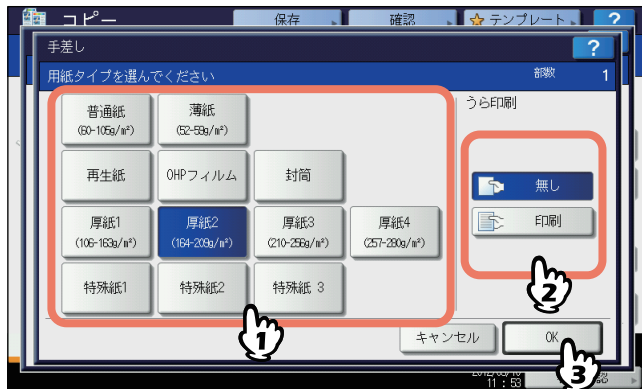 コピー 保存 確認 テンプレート ?
手差し ?
用紙タイプを選んでください 部数 1
うら印刷
普通紙 薄紙
(60-105g/m²) (52-59g/m²)
再生紙 OHPフィルム 封筒
無し
厚紙1 厚紙2 厚紙3 厚紙4
(106-163g/m²) (164-209g/m²) (210-256g/m²) (257-280g/m²)
印刷
特殊紙1 特殊紙2 特殊紙 3
1
2
キャンセル OK
3
11:53